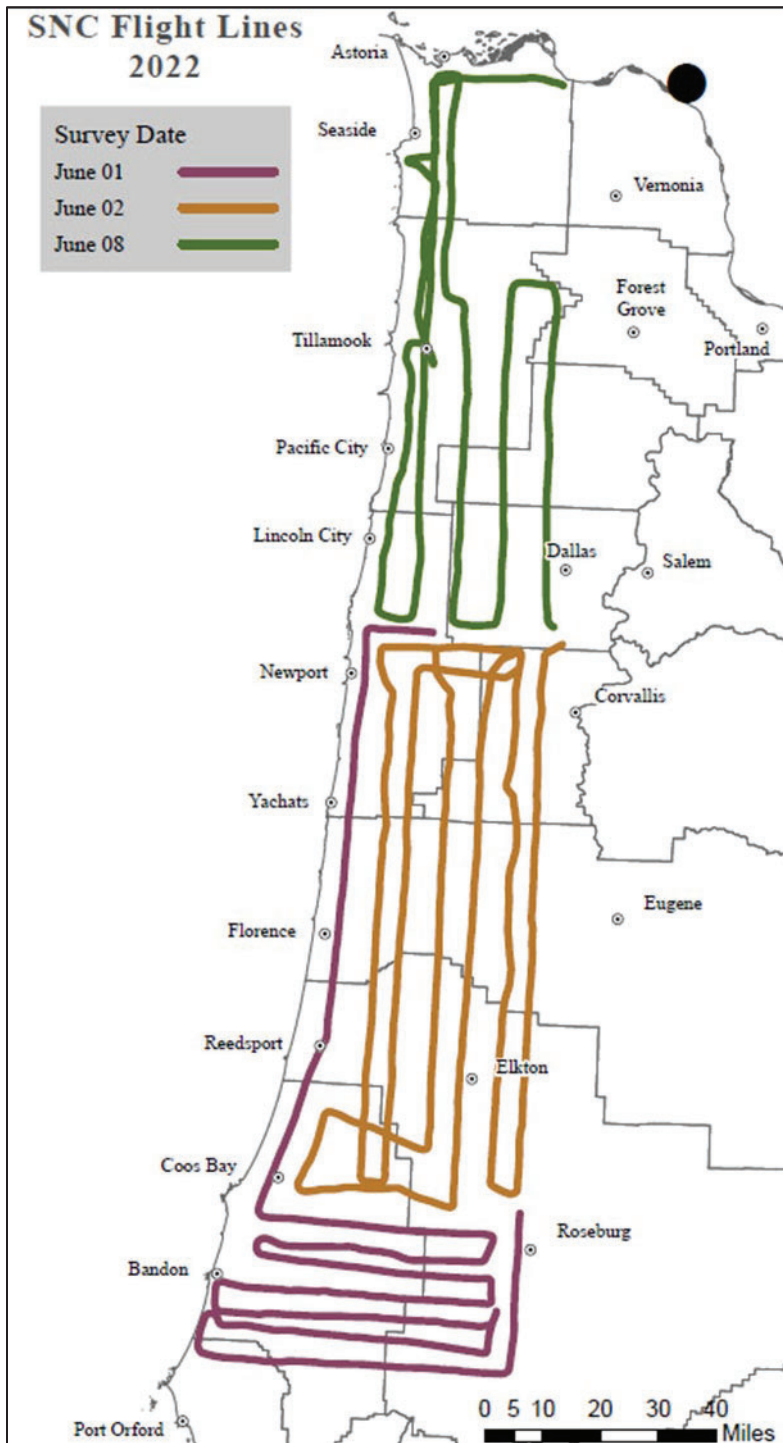 SNC Flight Lines
2022
Survey Date
June 01
June 02
June 08
Astoria
Seaside
Vernonia
Forest
Grove
Tillamook
Portland
Pacific City
Lincoln City
Dallas
Salem
Newport
Corvallis
Yachats
Eugene
Florence
Reedsport
Elkton
Coos Bay
Roseburg
Bandon
Port Orford
0 5 10 20 30 40
Miles